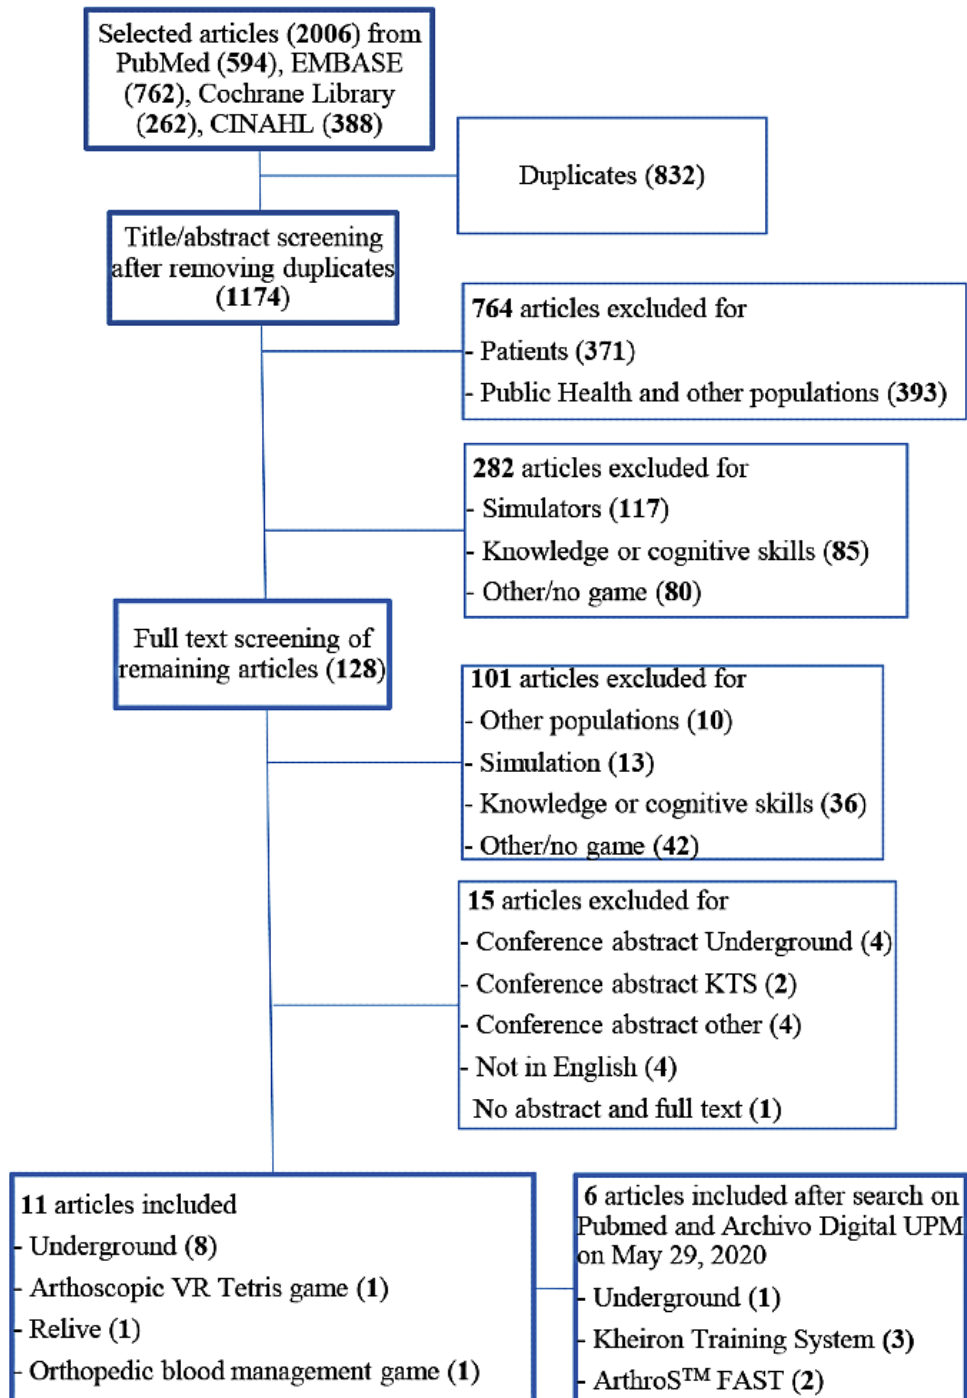 Selected articles (2006) from
PubMed (594), EMBASE
(762), Cochrane Library
(262), CINAHL (388)
Duplicates (832)
Title/abstract screening
after removing duplicates
(1174)
764 articles excluded for
- Patients (371)
- Public Health and other populations (393)
282 articles excluded for
- Simulators (117)
- Knowledge or cognitive skills (85)
- Other/no game (80)
Full text screening of
remaining articles (128)
101 articles excluded for
- Other populations (10)
- Simulation (13)
- Knowledge or cognitive skills (36)
- Other/no game (42)
15 articles excluded for
- Conference abstract Underground (4)
- Conference abstract KTS (2)
- Conference abstract other (4)
- Not in English (4)
No abstract and full text (1)
11 articles included
- Underground (8)
- Arthoscopic VR Tetris game (1)
- Relive (1)
- Orthopedic blood management game (1)
6 articles included after search on
Pubmed and Archivo Digital UPM
on May 29, 2020
- Underground (1)
- Kheiron Training System (3)
- ArthroS™ FAST (2)